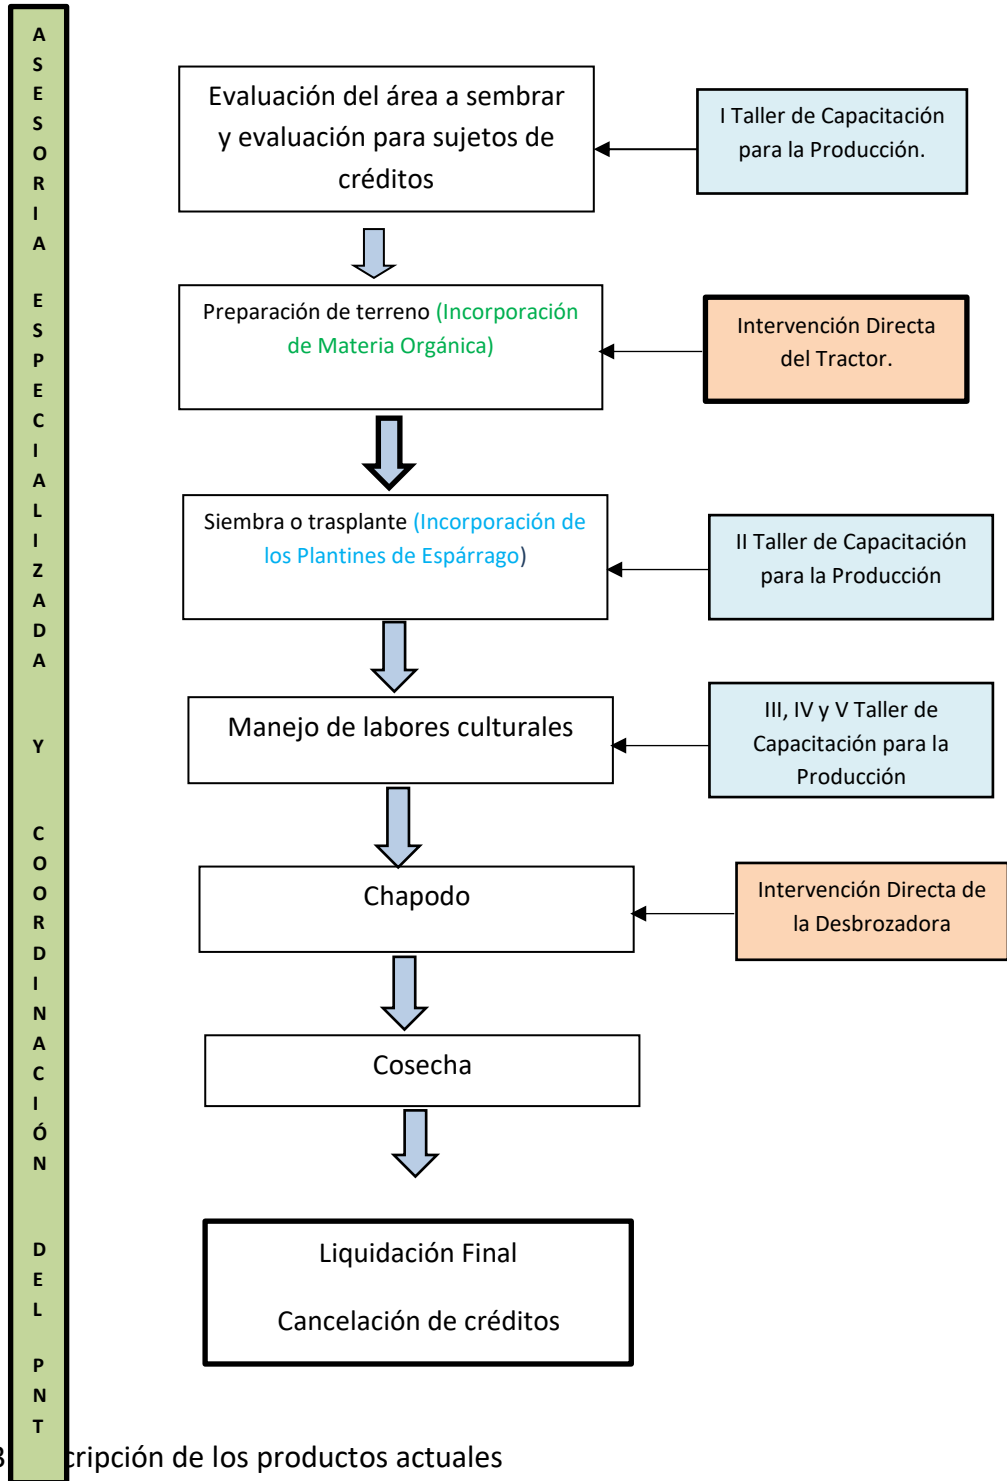 ASESORIA ESPECIALIZADA Y COORDINACIÓN DEL PNT
Evaluación del área a sembrar
y evaluación para sujetos de
créditos
I Taller de Capacitación
para la Producción.
Preparación de terreno (Incorporación
de Materia Orgánica)
Intervención Directa
del Tractor.
Siembra o trasplante (Incorporación de
los Plantines de Espárrago)
II Taller de Capacitación
para la Producción
Manejo de labores culturales
III, IV y V Taller de
Capacitación para la
Producción
Chapodo
Intervención Directa de
la Desbrozadora
Cosecha
Liquidación Final
Cancelación de créditos
cripción de los productos actuales